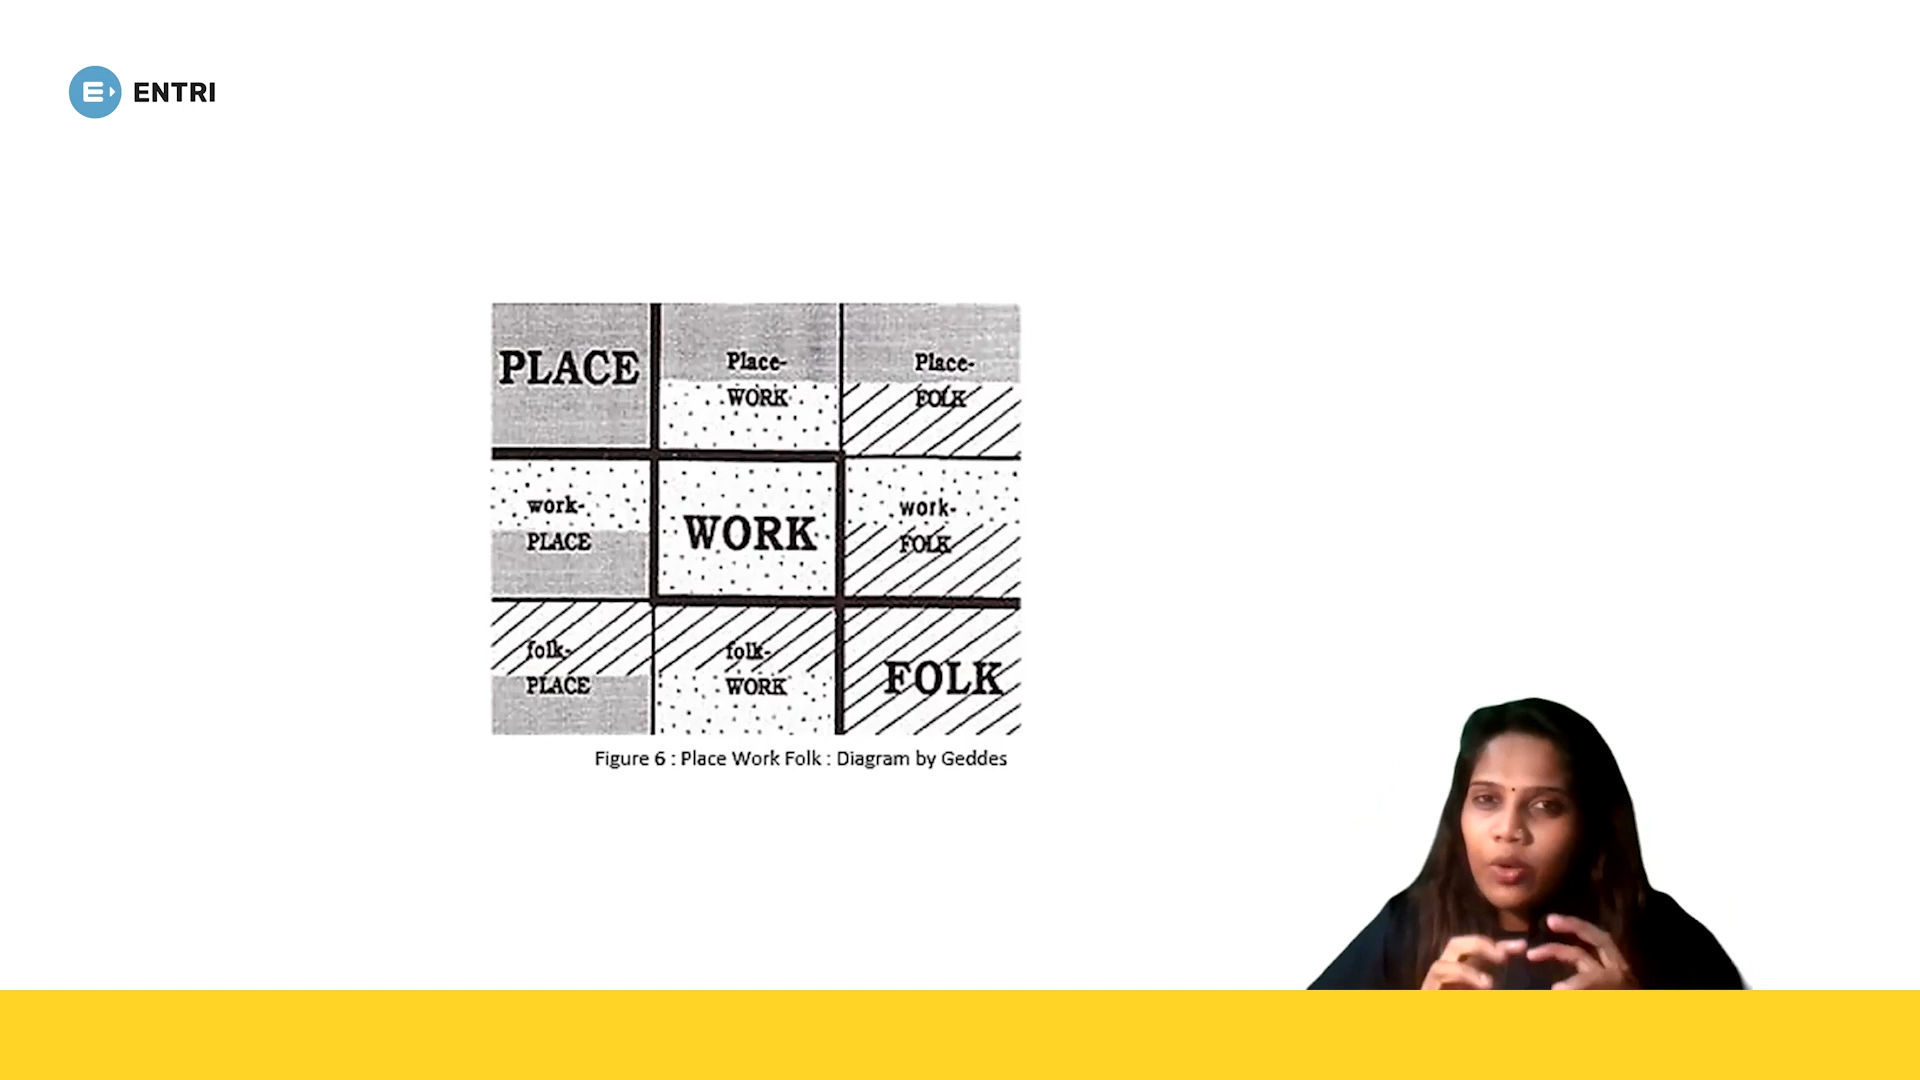 ENTRI
PLACE
Place-
WORK
Place-
FOLK
work-
PLACE
WORK
work-
FOLK
folk-
PLACE
folk-
WORK
FOLK
Figure 6 : Place Work Folk : Diagram by Geddes